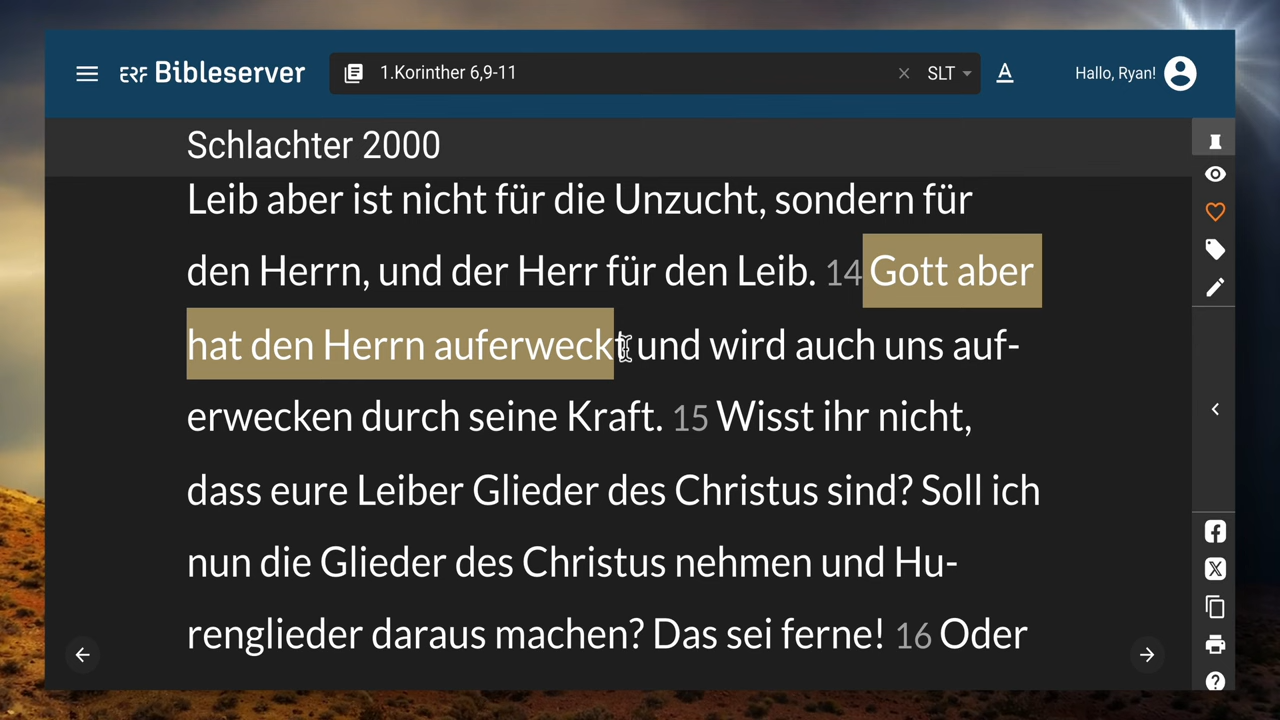 ERF Bibleserver
1.Korinther 6,9-11
SLT
A
Hallo, Ryan!
Schlachter 2000
Leib aber ist nicht für die Unzucht, sondern für
den Herrn, und der Herr für den Leib. 14 Gott aber
hat den Herrn auferweckt und wird auch uns auf-
erwecken durch seine Kraft. 15 Wisst ihr nicht,
dass eure Leiber Glieder des Christus sind? Soll ich
nun die Glieder des Christus nehmen und Hu-
renglieder daraus machen? Das sei ferne! 16 Oder